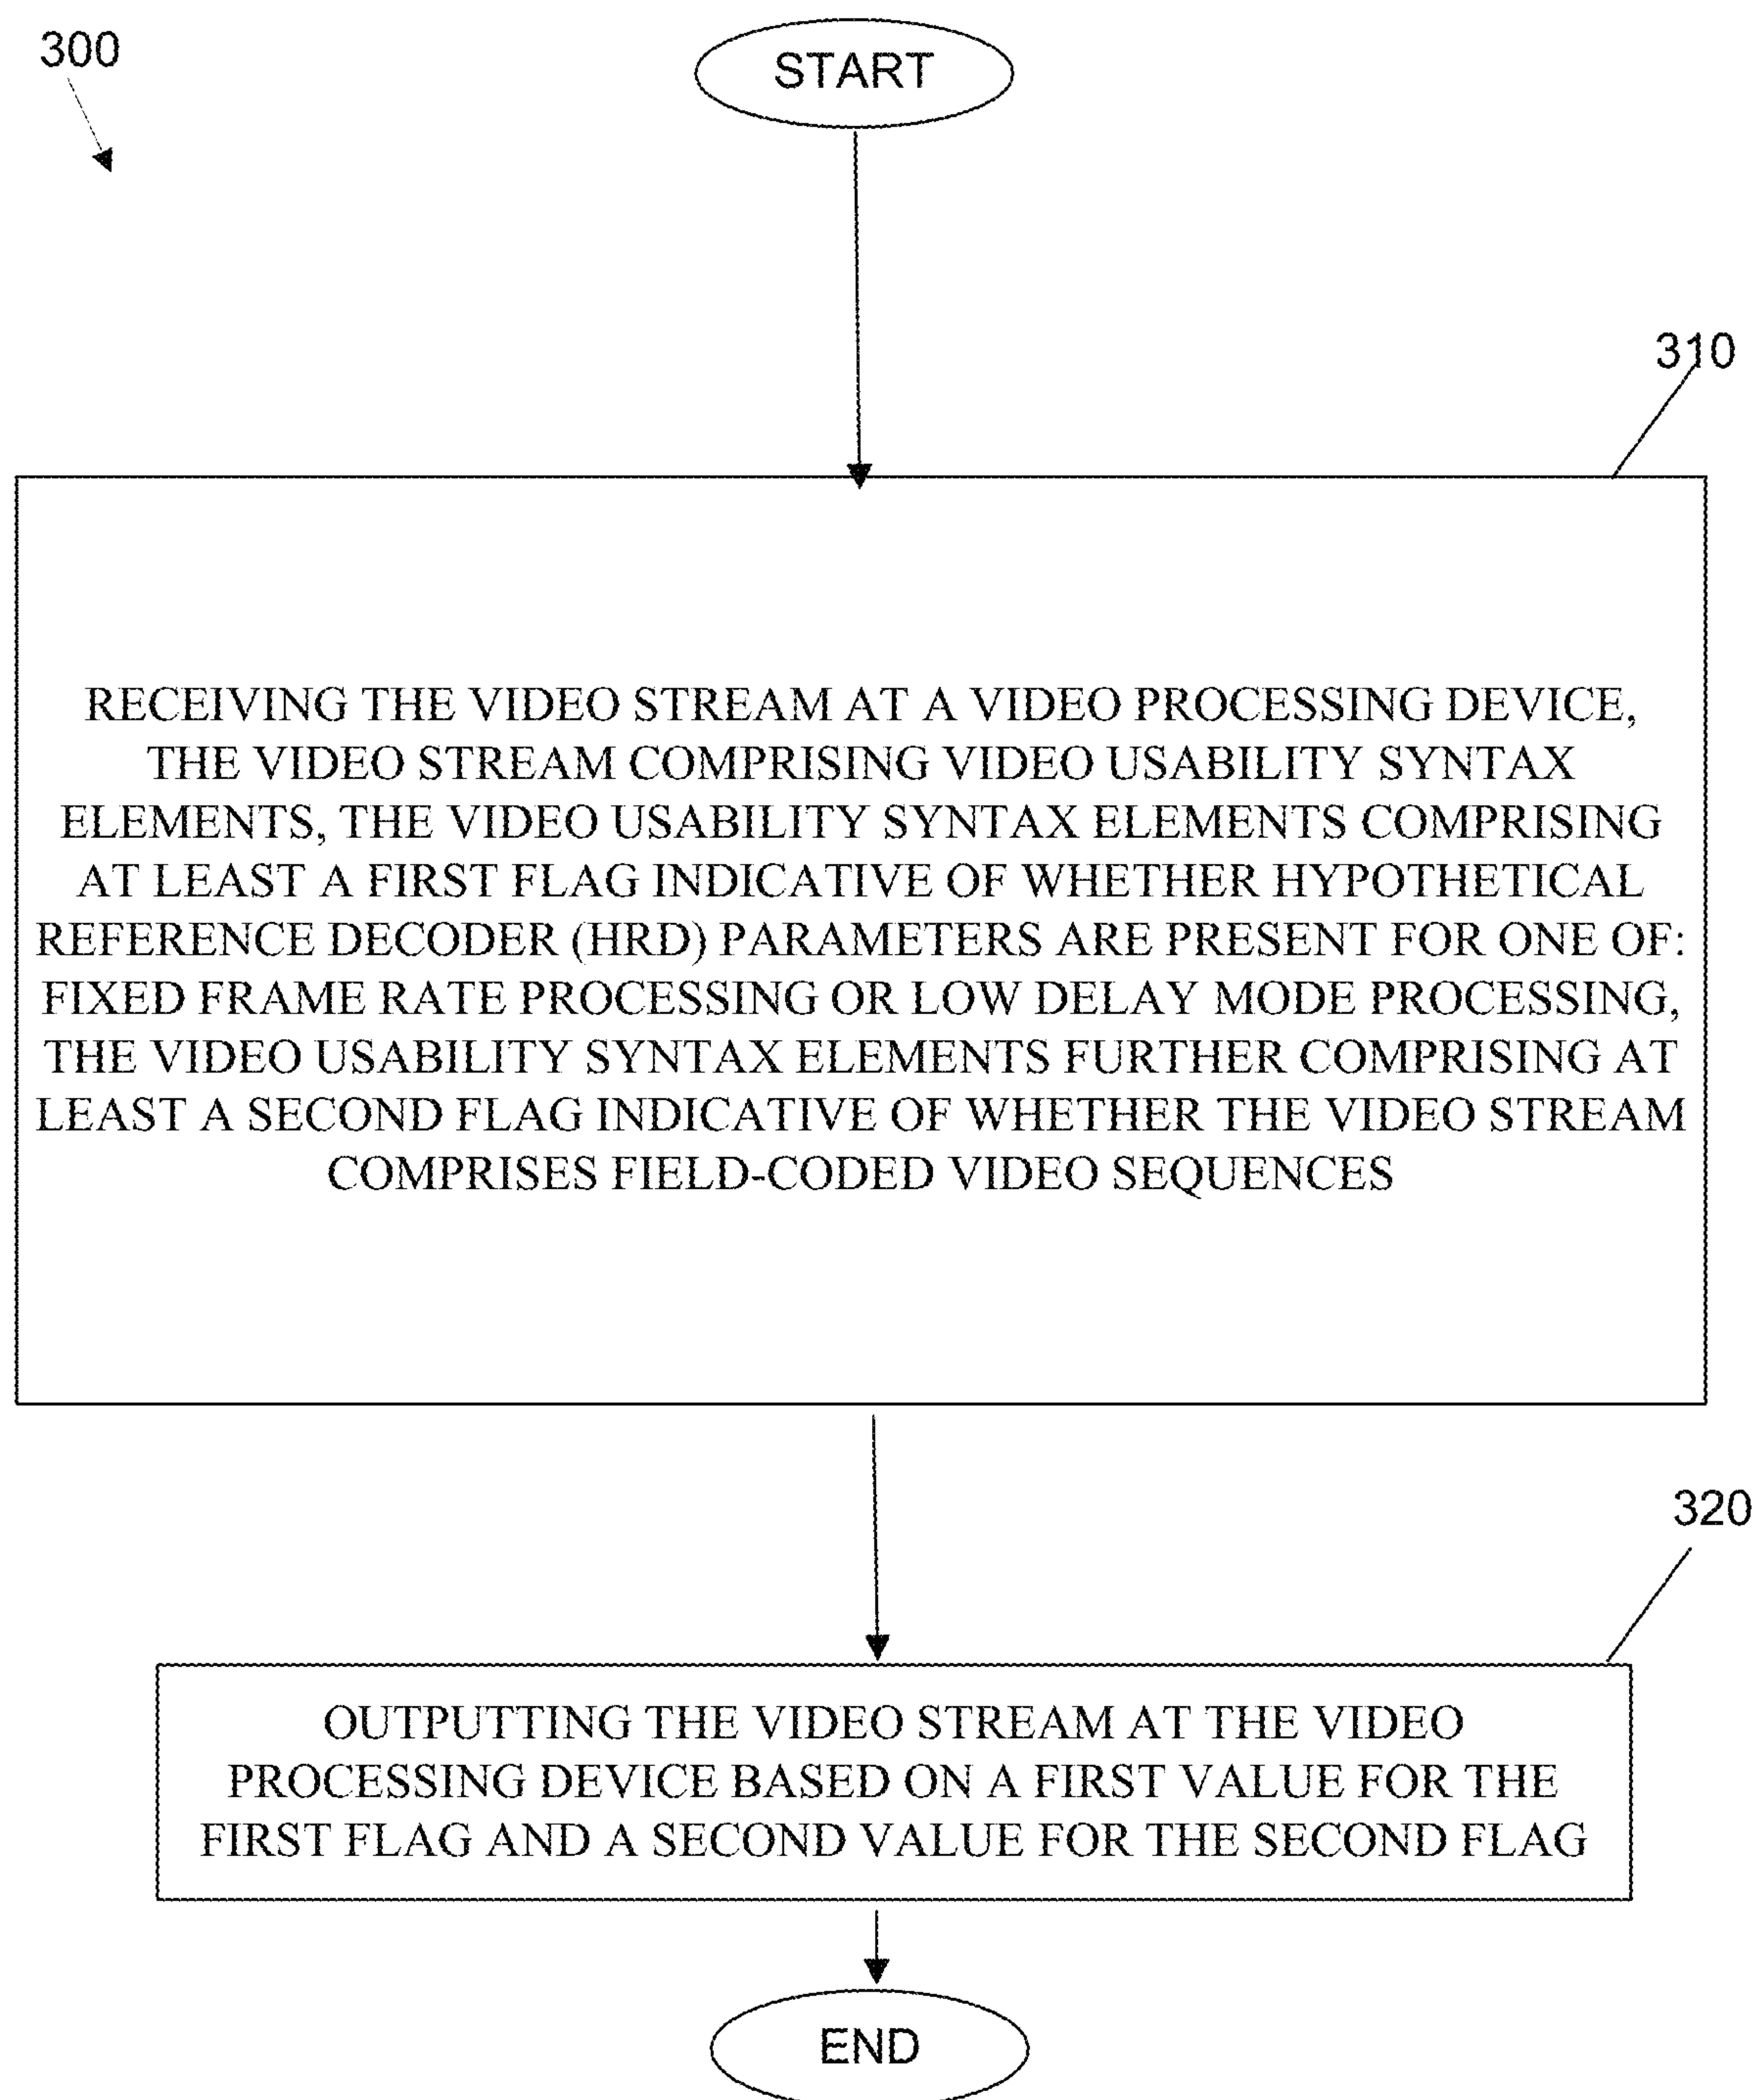 300
START
310
RECEIVING THE VIDEO STREAM AT A VIDEO PROCESSING DEVICE,
THE VIDEO STREAM COMPRISING VIDEO USABILITY SYNTAX
ELEMENTS, THE VIDEO USABILITY SYNTAX ELEMENTS COMPRISING
AT LEAST A FIRST FLAG INDICATIVE OF WHETHER HYPOTHETICAL
REFERENCE DECODER (HRD) PARAMETERS ARE PRESENT FOR ONE OF:
FIXED FRAME RATE PROCESSING OR LOW DELAY MODE PROCESSING,
THE VIDEO USABILITY SYNTAX ELEMENTS FURTHER COMPRISING AT
LEAST A SECOND FLAG INDICATIVE OF WHETHER THE VIDEO STREAM
COMPRISES FIELD-CODED VIDEO SEQUENCES
320
OUTPUTTING THE VIDEO STREAM AT THE VIDEO
PROCESSING DEVICE BASED ON A FIRST VALUE FOR THE
FIRST FLAG AND A SECOND VALUE FOR THE SECOND FLAG
END